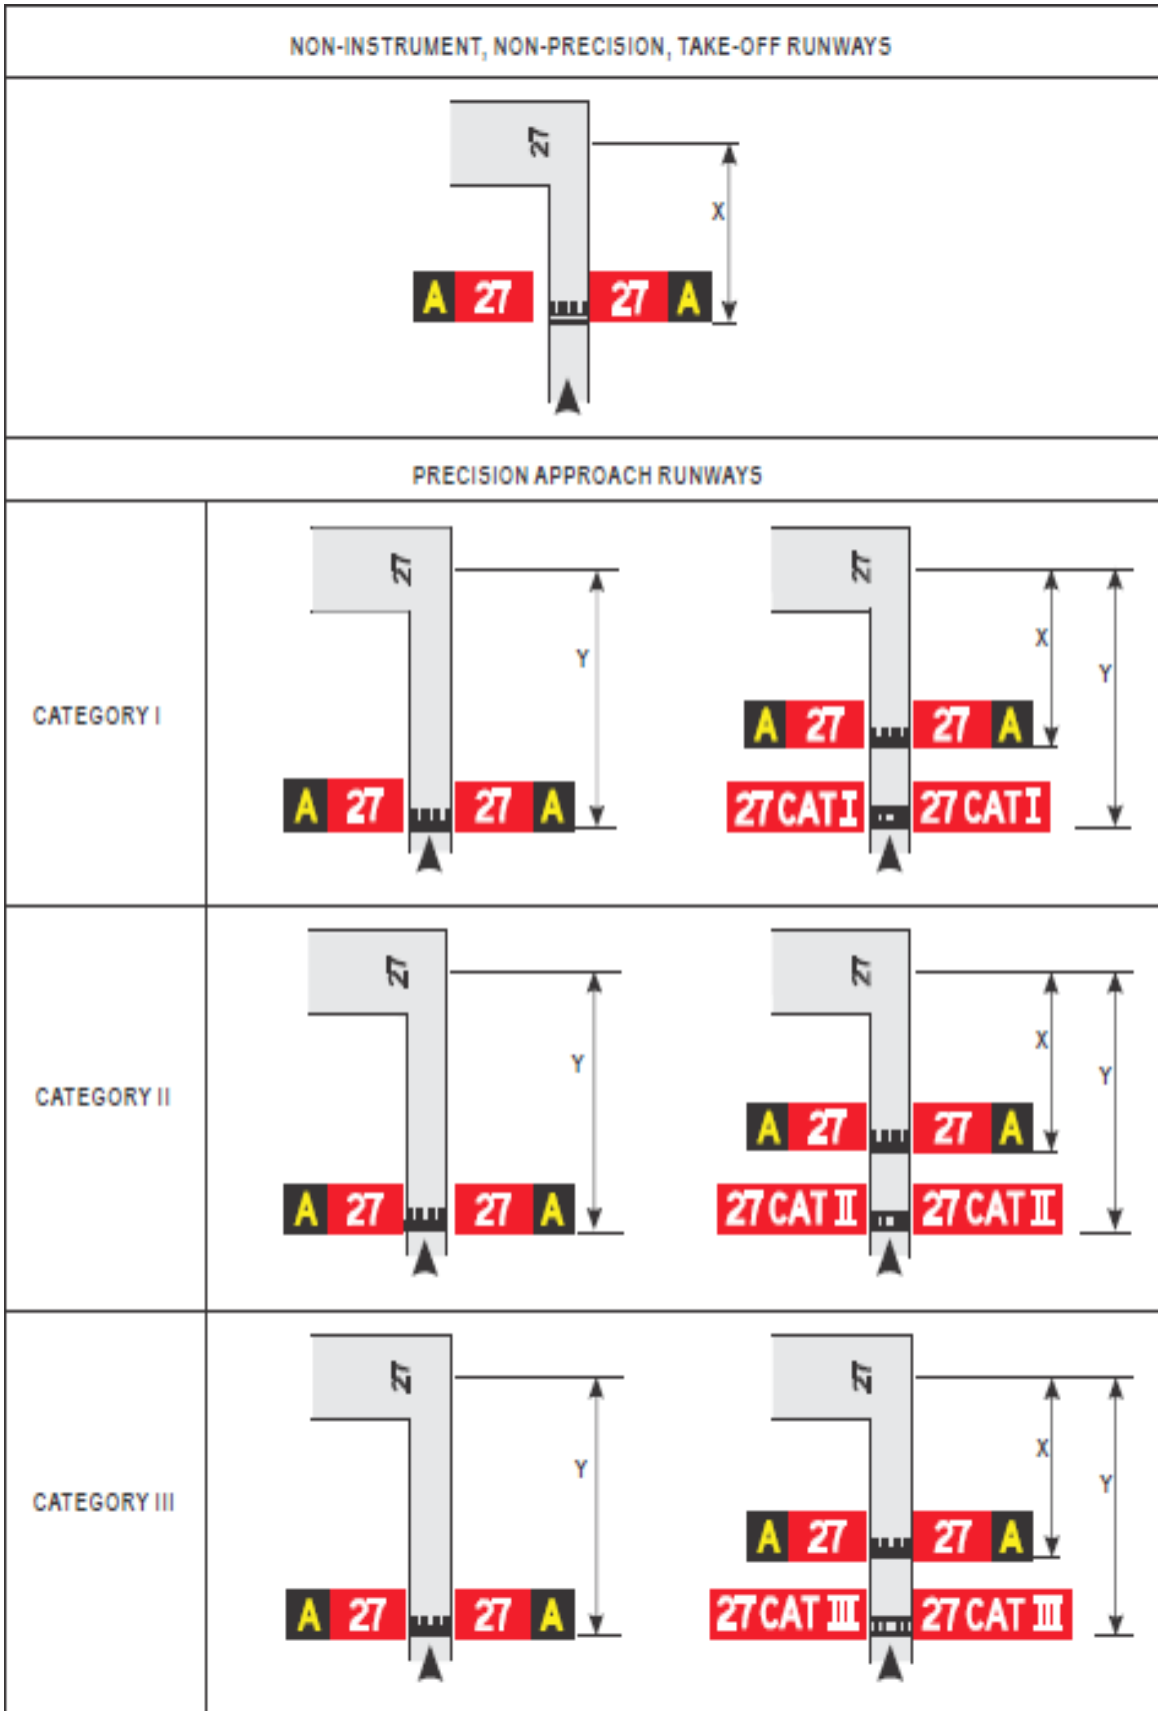 NON-INSTRUMENT, NON-PRECISION, TAKE-OFF RUNWAYS
27
X
A 27 27 A
PRECISION APPROACH RUNWAYS
CATEGORY I
27
Y
A 27 27 A
27
X
Y
A 27 27 A
27 CAT I 27 CAT I
CATEGORY II
27
Y
A 27 27 A
27
X
Y
A 27 27 A
27 CAT II 27 CAT II
CATEGORY III
27
Y
A 27 27 A
27
X
Y
A 27 27 A
27 CAT III 27 CAT III